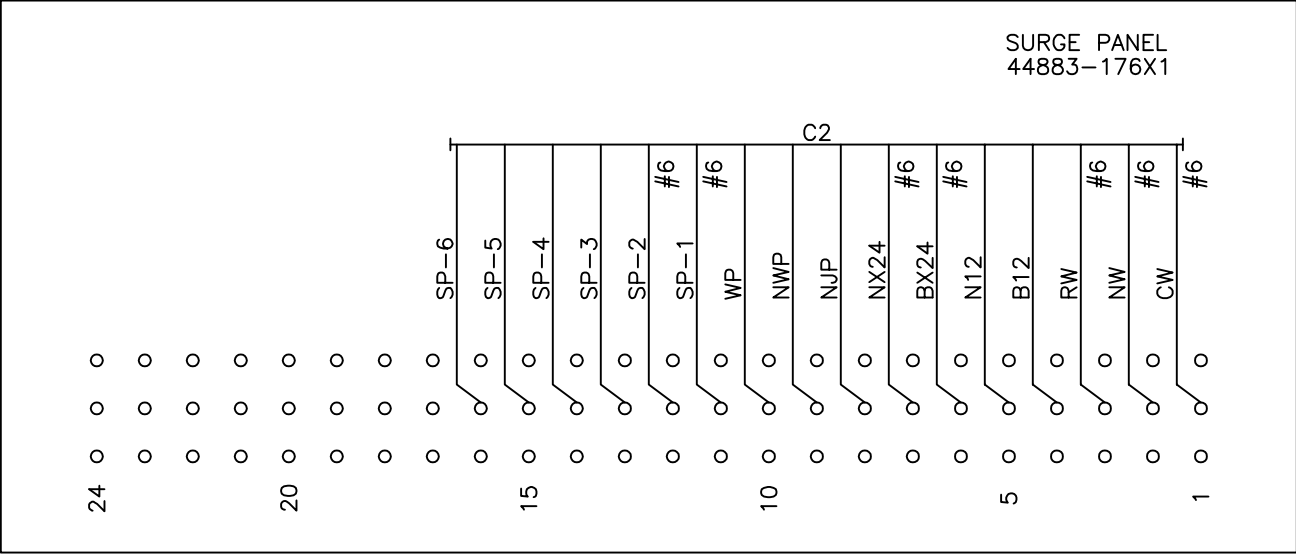 SURGE PANEL
44883-176X1
C2
#6
#6
#6
#6
#6
#6
#6
SP-6
SP-5
SP-4
SP-3
SP-2
SP-1
WP
NWP
NJP
NX24
BX24
N12
B12
RW
NW
CW
24
20
15
10
5
1